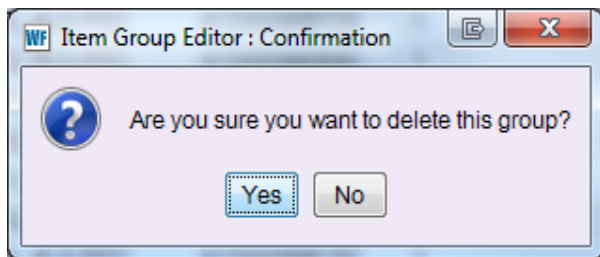 WF Item Group Editor : Confirmation
Are you sure you want to delete this group?
Yes No